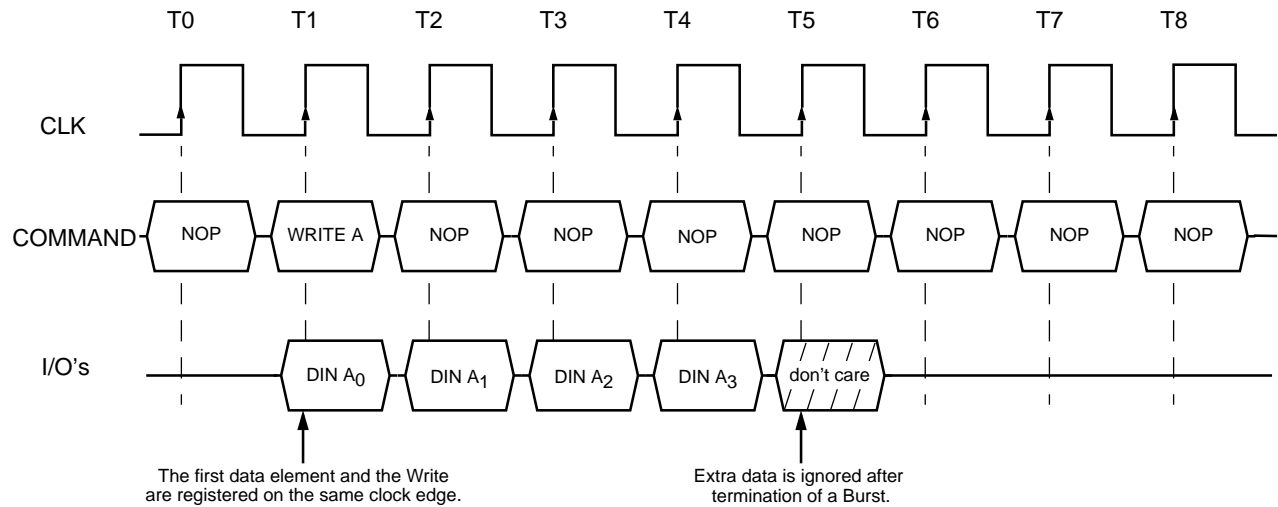 T0 T1 T2 T3 T4 T5 T6 T7 T8
CLK
COMMAND NOP WRITE A NOP NOP NOP NOP NOP NOP NOP
I/O's DIN A0 DIN A1 DIN A2 DIN A3 don't care
The first data element and the Write
are registered on the same clock edge.
Extra data is ignored after
termination of a Burst.